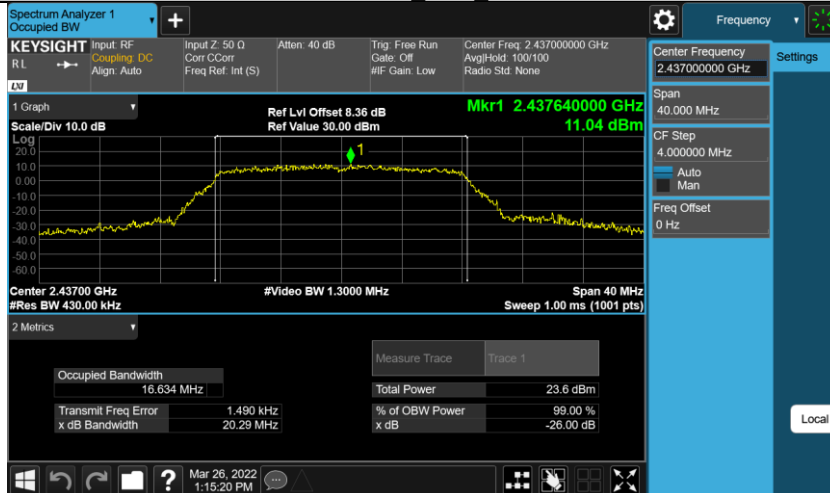 Spectrum Analyzer 1
Occupied BW
Frequency
KEYSIGHT
RL
LXI
Input: RF
Coupling: DC
Align: Auto
Input Z: 50 Ω
Corr CCorr
Freq Ref: Int (S)
Atten: 40 dB
Trig: Free Run
Gate: Off
#IF Gain: Low
Center Freq: 2.437000000 GHz
Avg|Hold: 100/100
Radio Std: None
Center Frequency
2.437000000 GHz
Settings
Span
40.000 MHz
CF Step
4.000000 MHz
Auto
Man
Freq Offset
0 Hz
Local
1 Graph
Scale/Div 10.0 dB
Ref Lvl Offset 8.36 dB
Ref Value 30.00 dBm
Mkr1 2.437640000 GHz
11.04 dBm
Log
20.0
10.0
0.00
-10.0
-20.0
-30.0
-40.0
-50.0
-60.0
1
Center 2.43700 GHz
#Res BW 430.00 kHz
#Video BW 1.3000 MHz
Span 40 MHz
Sweep 1.00 ms (1001 pts)
2 Metrics
Measure Trace Trace 1
Occupied Bandwidth
16.634 MHz
Total Power 23.6 dBm
Transmit Freq Error 1.490 kHz
% of OBW Power 99.00 %
x dB Bandwidth 20.29 MHz
x dB -26.00 dB
?
Mar 26, 2022
1:15:20 PM